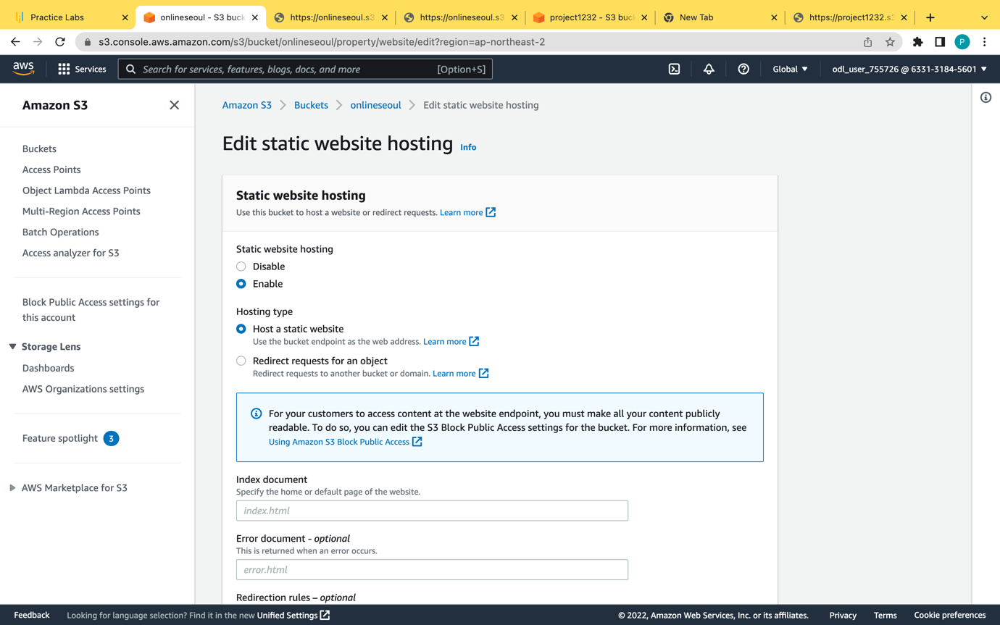 Practice Labs
onlineseoul - S3 buck
https://onlineseoul.s3
https://onlineseoul.s3
project1232 - S3 buck
New Tab
https://project1232.s3
s3.console.aws.amazon.com/s3/bucket/onlineseoul/property/website/edit?region=ap-northeast-2
P
aws
Services
Search for services, features, blogs, docs, and more
[Option+S]
Global
odl_user_755726 @ 6331-3184-5601
Amazon S3
Buckets
Access Points
Object Lambda Access Points
Multi-Region Access Points
Batch Operations
Access analyzer for S3
Block Public Access settings for
this account
Storage Lens
Dashboards
AWS Organizations settings
Feature spotlight 3
AWS Marketplace for S3
Amazon S3 > Buckets > onlineseoul > Edit static website hosting
Edit static website hosting Info
Static website hosting
Use this bucket to host a website or redirect requests. Learn more
Static website hosting
Disable
Enable
Hosting type
Host a static website
Use the bucket endpoint as the web address. Learn more
Redirect requests for an object
Redirect requests to another bucket or domain. Learn more
For your customers to access content at the website endpoint, you must make all your content publicly
readable. To do so, you can edit the S3 Block Public Access settings for the bucket. For more information, see
Using Amazon S3 Block Public Access
Index document
Specify the home or default page of the website.
index.html
Error document - optional
This is returned when an error occurs.
error.html
Redirection rules – optional
Feedback
Looking for language selection? Find it in the new Unified Settings
© 2022, Amazon Web Services, Inc. or its affiliates.
Privacy
Terms
Cookie preferences